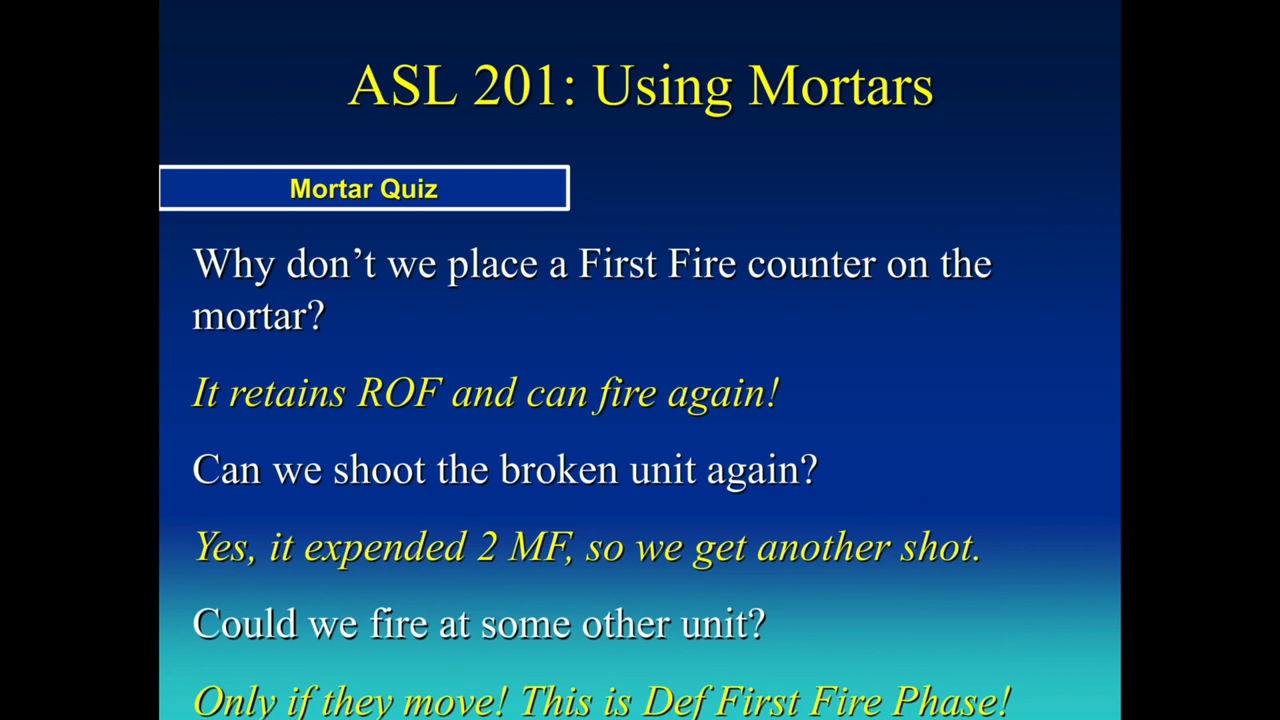 ASL 201: Using Mortars
Mortar Quiz
Why don’t we place a First Fire counter on the
mortar?
It retains ROF and can fire again!
Can we shoot the broken unit again?
Yes, it expended 2 MF, so we get another shot.
Could we fire at some other unit?
Only if they move! This is Def First Fire Phase!